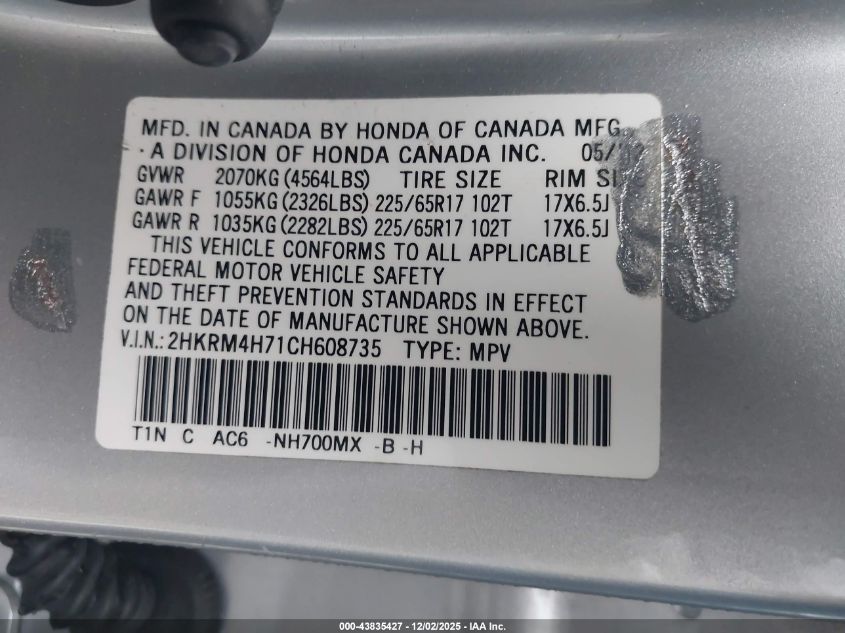 MFD. IN CANADA BY HONDA OF CANADA MFG.
· A DIVISION OF HONDA CANADA INC. 05/
GVWR 2070KG (4564LBS) TIRE SIZE RIM
GAWR F 1055KG (2326LBS) 225/65R17 102T 17X6.5J
GAWR R 1035KG (2282LBS) 225/65R17 102T 17X6.5J
THIS VEHICLE CONFORMS TO ALL APPLICABLE
FEDERAL MOTOR VEHICLE SAFETY
AND THEFT PREVENTION STANDARDS IN EFFECT
ON THE DATE OF MANUFACTURE SHOWN ABOVE.
V.I.N.:2HKRM4H71CH608735 TYPE: MPV
T1N C AC6 -NH700MX -B -H
000-43835427 - 12/02/2025 - IAA Inc.